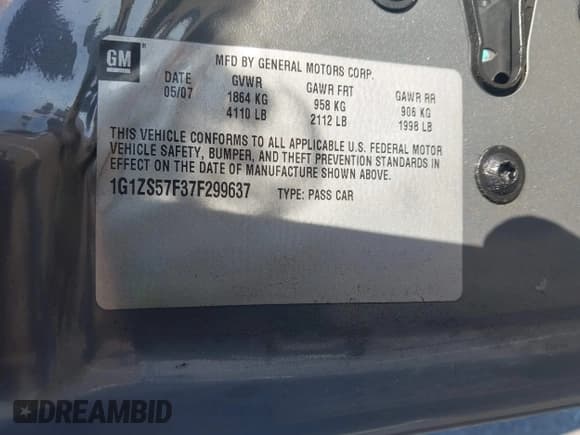 GM
MFD BY GENERAL MOTORS CORP.
DATE GVWR GAWR FRT GAWR RR
05/07 1864 KG 958 KG 906 KG
4110 LB 2112 LB 1998 LB
THIS VEHICLE CONFORMS TO ALL APPLICABLE U.S. FEDERAL MOTOR
VEHICLE SAFETY, BUMPER, AND THEFT PREVENTION STANDARDS IN
EFFECT ON THE DATE OF MANUFACTURE SHOWN ABOVE.
1G1ZS57F37F299637 TYPE: PASS CAR
DREAMBID